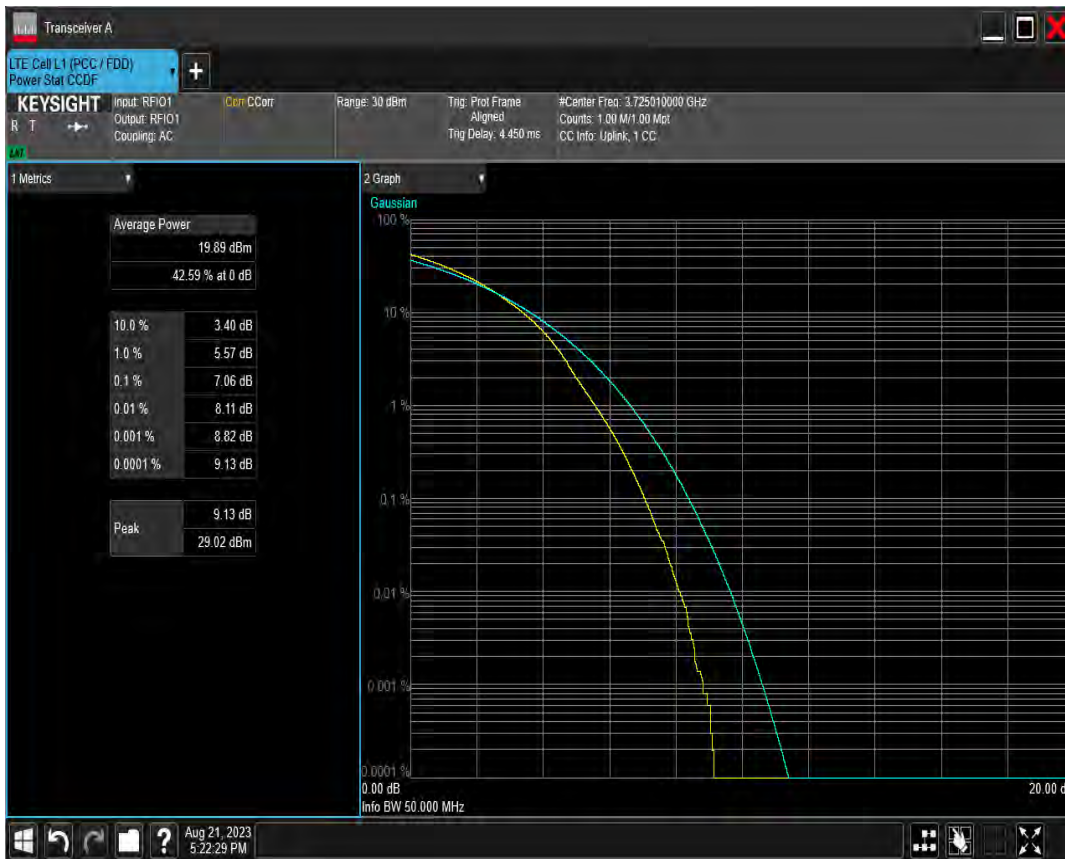 Transceiver A
LTE Cell L1 (PCC / FDD)
Power Stat CCDF
+
KEYSIGHT
R T
Input: RFIO1
Output: RFIO1
Coupling: AC
Corr CCorr
Range: 30 dBm
Trig: Prot Frame
Aligned
Trig Delay: 4.450 ms
#Center Freq: 3.725010000 GHz
Counts: 1.00 M/1.00 Mpt
CC Info: Uplink, 1 CC
1 Metrics
Average Power
19.89 dBm
42.59 % at 0 dB
10.0 % 3.40 dB
1.0 % 5.57 dB
0.1 % 7.06 dB
0.01 % 8.11 dB
0.001 % 8.82 dB
0.0001 % 9.13 dB
Peak
9.13 dB
29.02 dBm
2 Graph
Gaussian
100 %
10 %
1 %
0.1 %
0.01 %
0.001 %
0.0001 %
0.00 dB
20.00 d
Info BW 50.000 MHz
?
Aug 21, 2023
5:22:29 PM